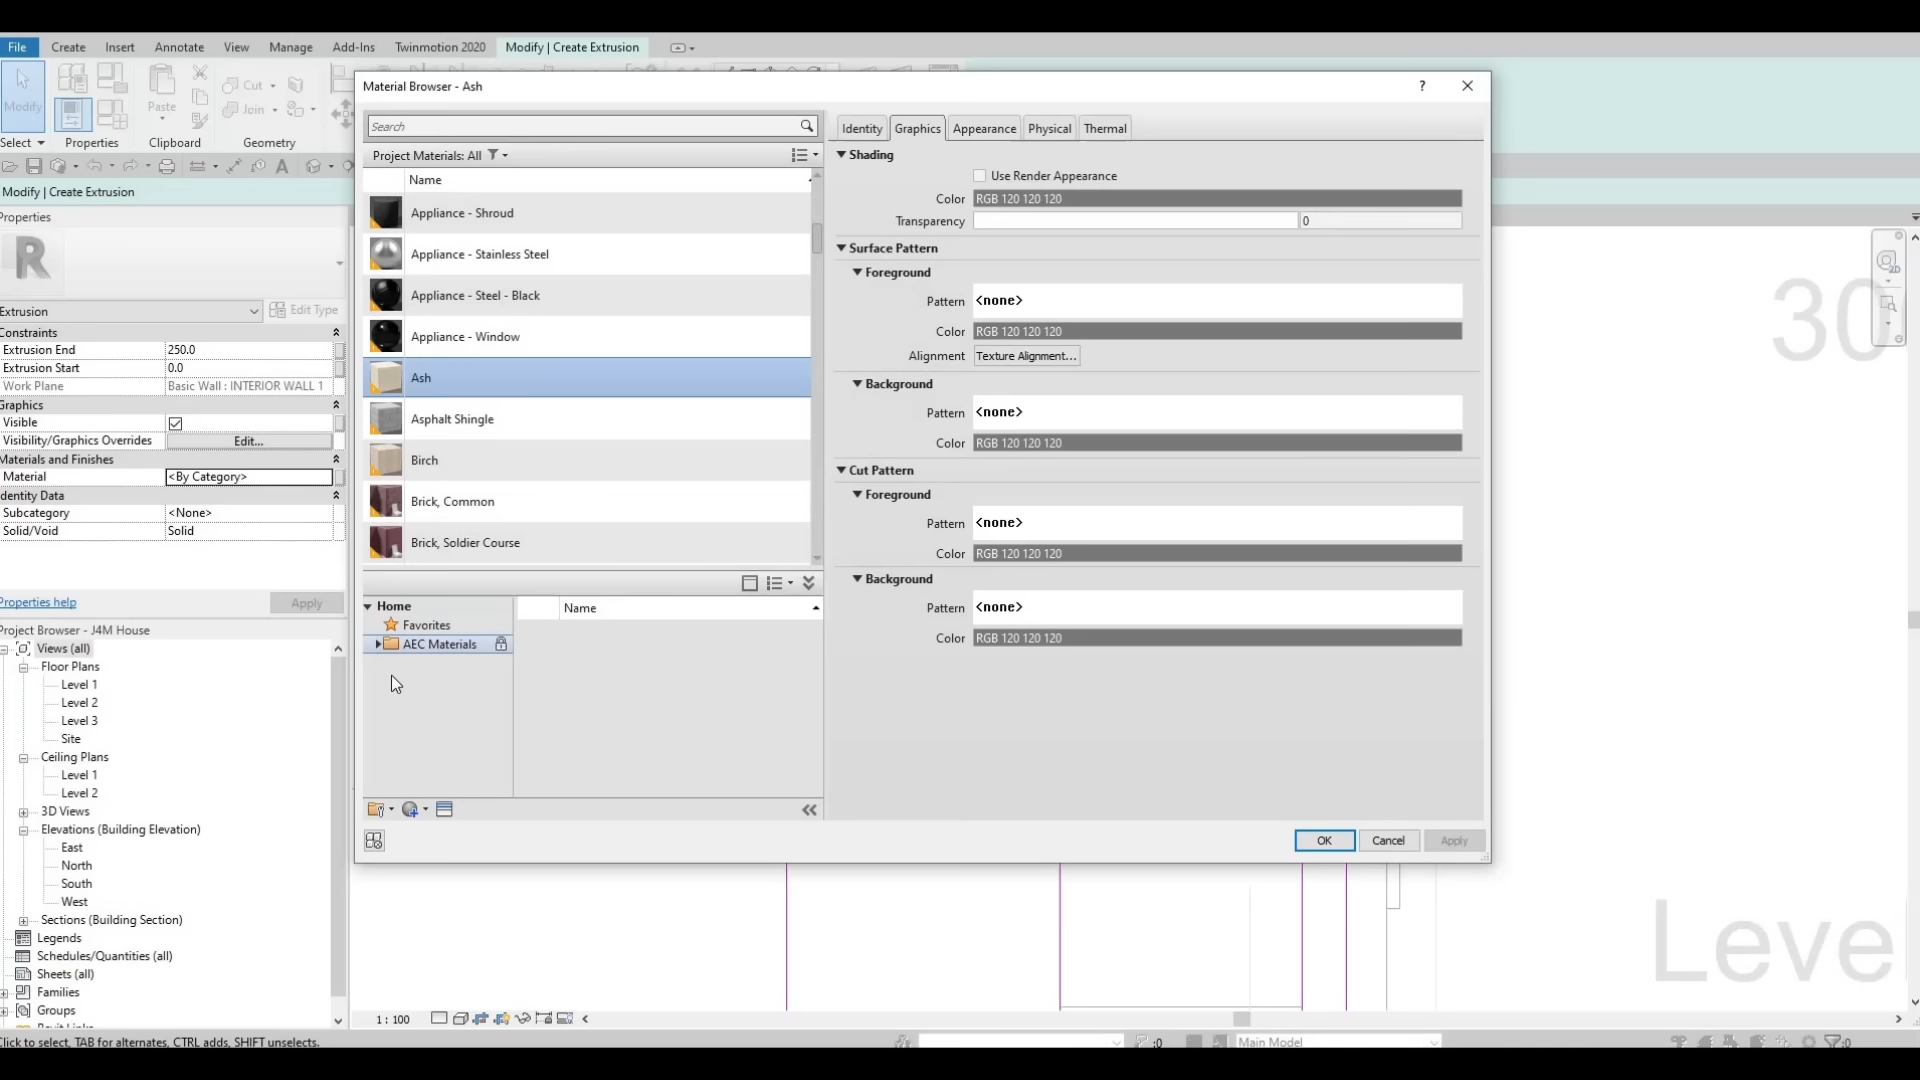 File Create Insert Annotate View Manage Add-Ins Twinmotion 2020 Modify | Create Extrusion
Modify Paste Cut Join
Select Properties Clipboard Geometry
Modify | Create Extrusion
Properties
Extrusion Edit Type
Constraints
Extrusion End 250.0
Extrusion Start 0.0
Work Plane Basic Wall : INTERIOR WALL 1
Graphics
Visible
Visibility/Graphics Overrides Edit...
Materials and Finishes
Material <By Category>
Identity Data
Subcategory <None>
Solid/Void Solid
Properties help Apply
Project Browser - J4M House
Views (all)
Floor Plans
Level 1
Level 2
Level 3
Site
Ceiling Plans
Level 1
Level 2
3D Views
Elevations (Building Elevation)
East
North
South
West
Sections (Building Section)
Legends
Schedules/Quantities (all)
Sheets (all)
Families
Groups
Revit Links
Click to select, TAB for alternates, CTRL adds, SHIFT unselects.
Material Browser - Ash
?
Search
Project Materials: All
Name
Appliance - Shroud
Appliance - Stainless Steel
Appliance - Steel - Black
Appliance - Window
Ash
Asphalt Shingle
Birch
Brick, Common
Brick, Soldier Course
Home
Favorites
AEC Materials
Name
Identity Graphics Appearance Physical Thermal
Shading
Use Render Appearance
Color RGB 120 120 120
Transparency 0
Surface Pattern
Foreground
Pattern <none>
Color RGB 120 120 120
Alignment Texture Alignment...
Background
Pattern <none>
Color RGB 120 120 120
Cut Pattern
Foreground
Pattern <none>
Color RGB 120 120 120
Background
Pattern <none>
Color RGB 120 120 120
OK Cancel Apply
2D
30
Leve
1 : 100
:0 Main Model :0